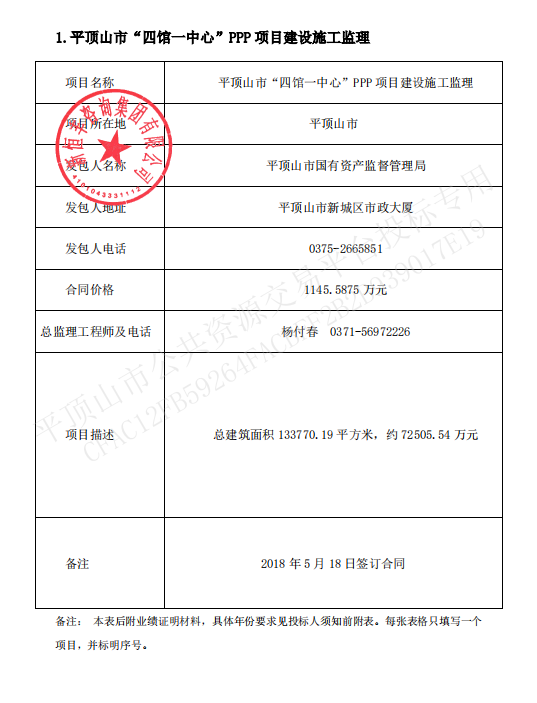 1.平顶山市“四馆一中心”PPP 项目建设施工监理
项目名称 平顶山市“四馆一中心”PPP 项目建设施工监理
项目所在地 平顶山市
发包人名称 平顶山市国有资产监督管理局
发包人地址 平顶山市新城区市政大厦
发包人电话 0375-2665851
合同价格 1145.5875 万元
总监理工程师及电话 杨付春 0371-56972226
项目描述 总建筑面积 133770.19 平方米，约 72505.54 万元
备注 2018 年 5 月 18 日签订合同
备注： 本表后附业绩证明材料，具体年份要求见投标人须知前附表。每张表格只填写一个
项目，并标明序号。
咨询集团有限公司
4101043331112
平顶山市公共资源交易平台投标专用